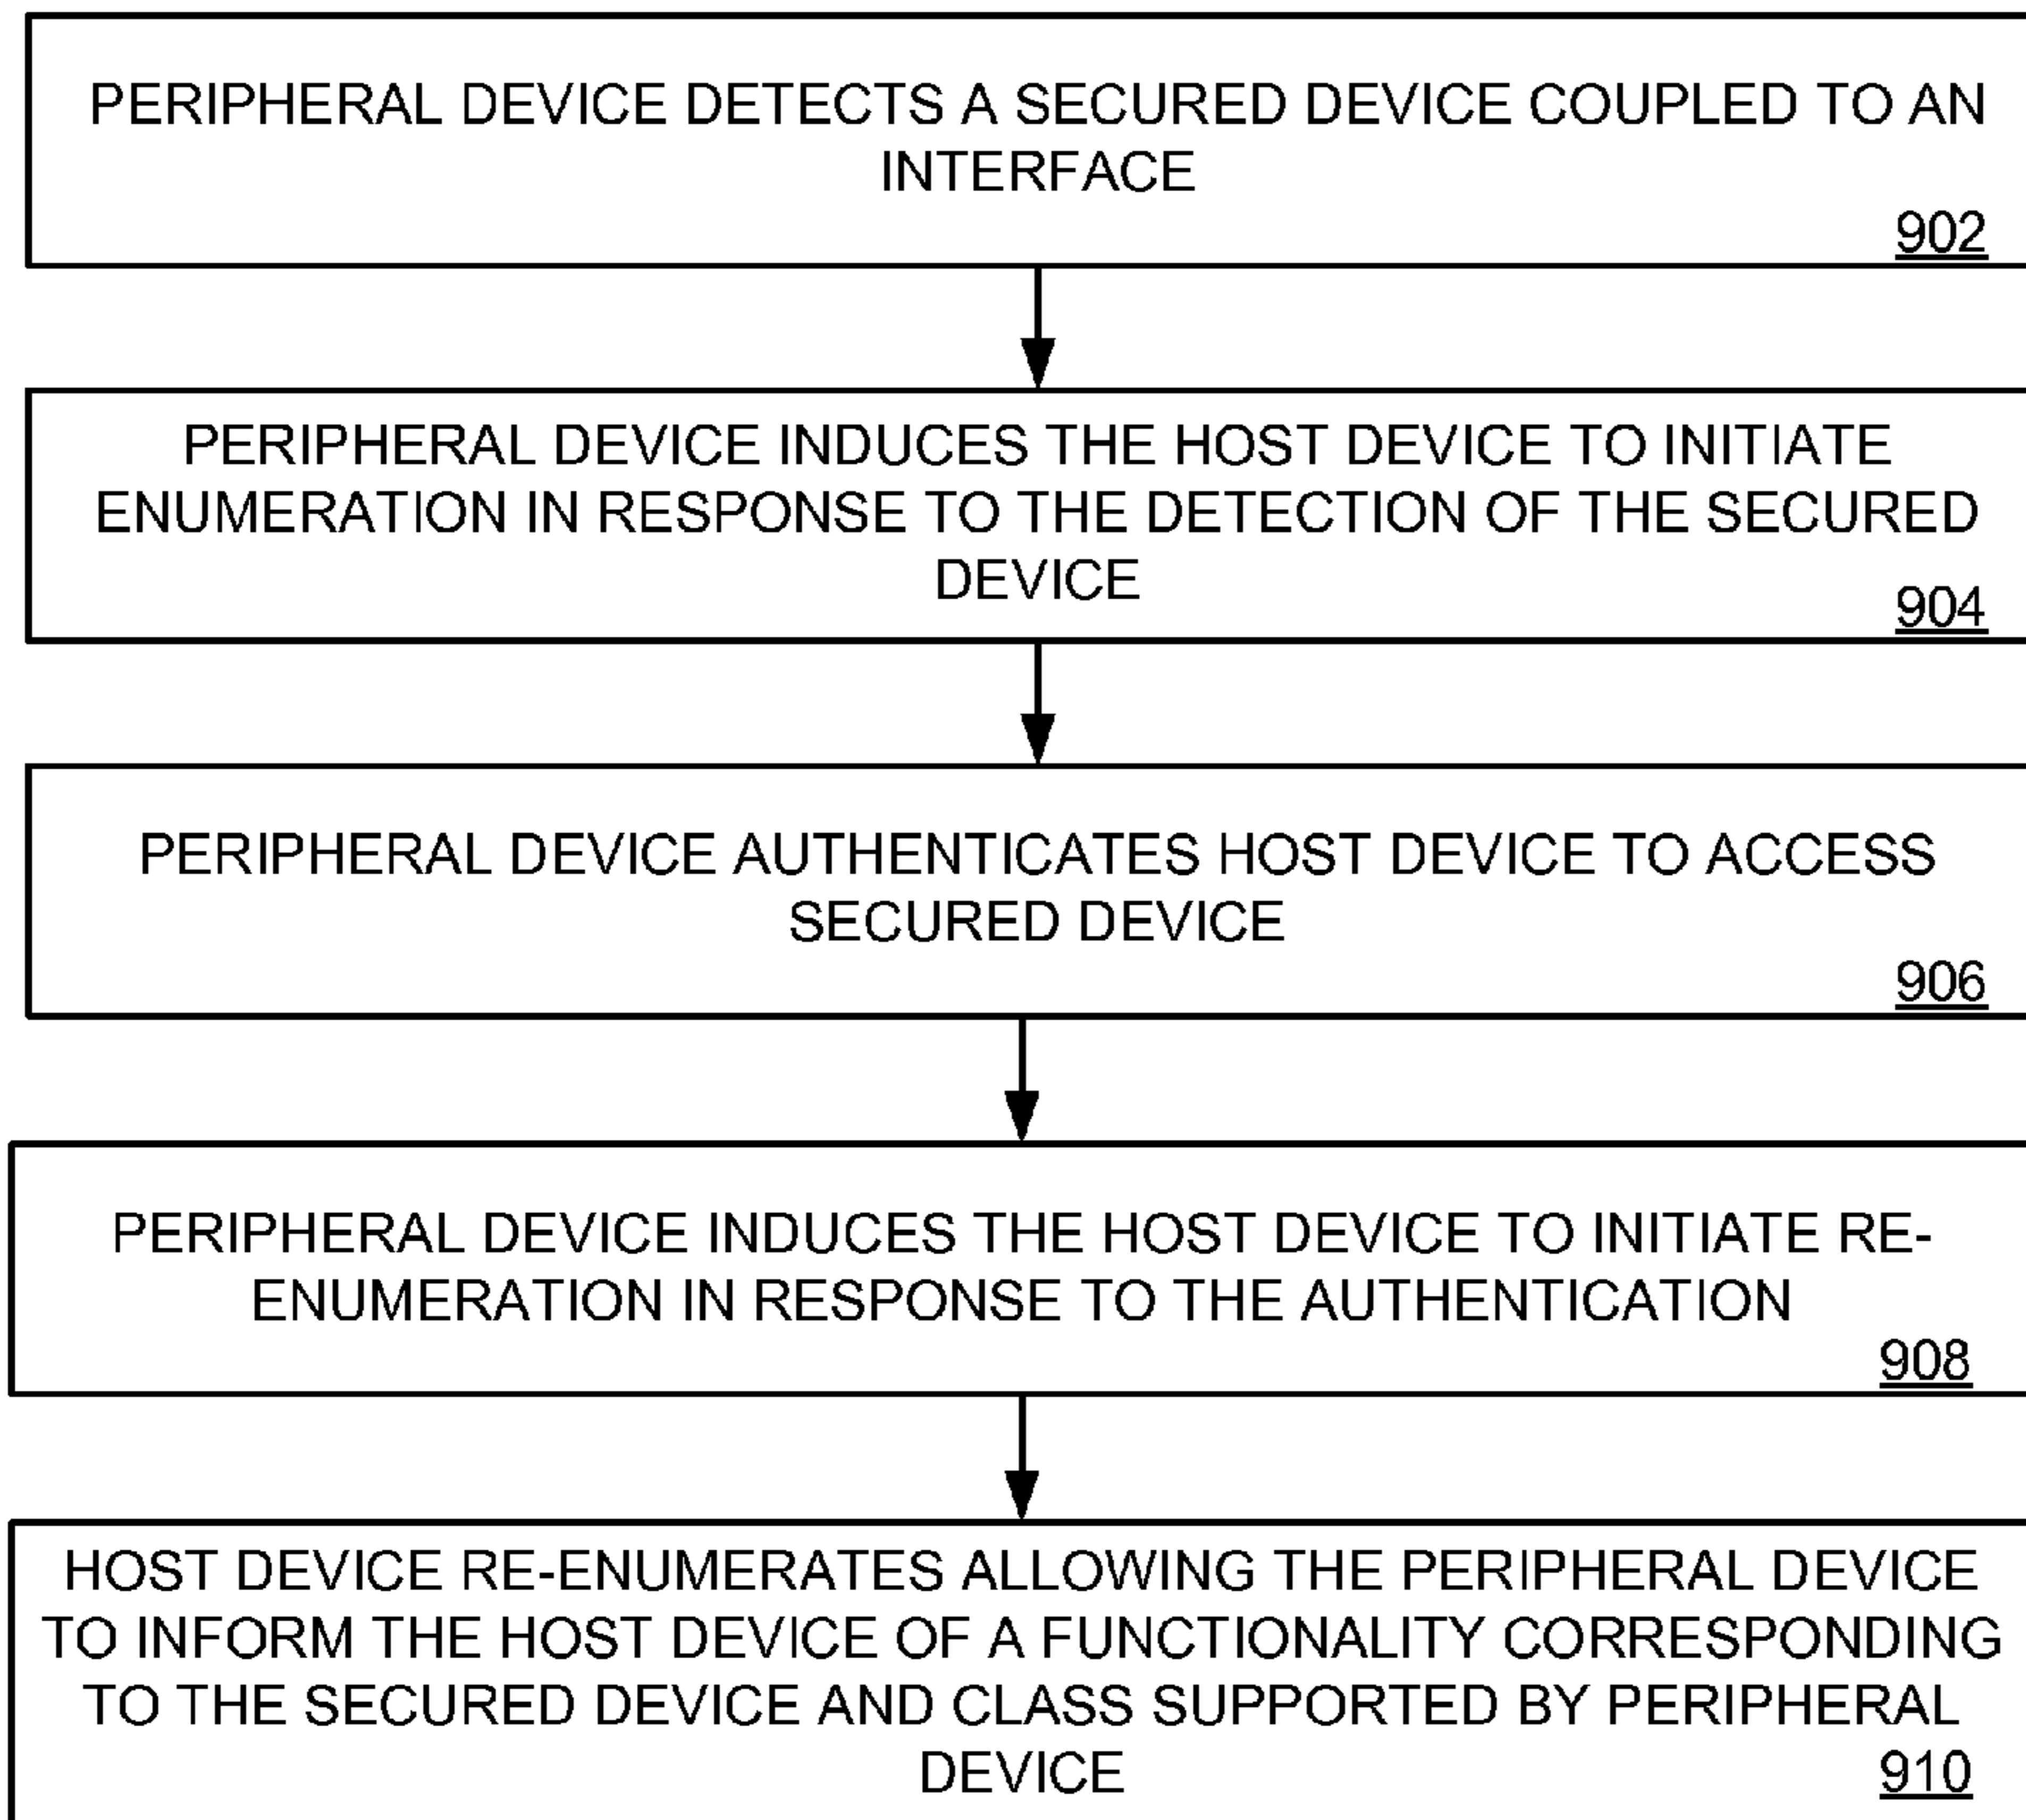 PERIPHERAL DEVICE DETECTS A SECURED DEVICE COUPLED TO AN
INTERFACE
902
PERIPHERAL DEVICE INDUCES THE HOST DEVICE TO INITIATE
ENUMERATION IN RESPONSE TO THE DETECTION OF THE SECURED
DEVICE
904
PERIPHERAL DEVICE AUTHENTICATES HOST DEVICE TO ACCESS
SECURED DEVICE
906
PERIPHERAL DEVICE INDUCES THE HOST DEVICE TO INITIATE RE-
ENUMERATION IN RESPONSE TO THE AUTHENTICATION
908
HOST DEVICE RE-ENUMERATES ALLOWING THE PERIPHERAL DEVICE
TO INFORM THE HOST DEVICE OF A FUNCTIONALITY CORRESPONDING
TO THE SECURED DEVICE AND CLASS SUPPORTED BY PERIPHERAL
DEVICE
910